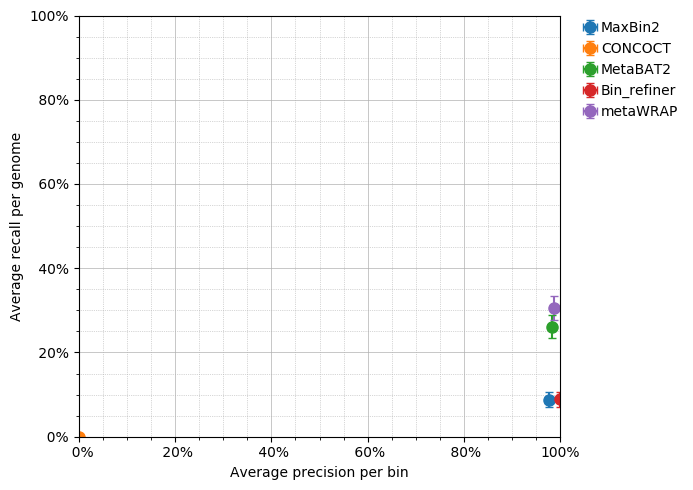 100%
80%
60%
40%
20%
0%
0%
20%
40%
60%
80%
100%
Average recall per genome
Average precision per bin
MaxBin2
CONCOCT
MetaBAT2
Bin_refiner
metaWRAP